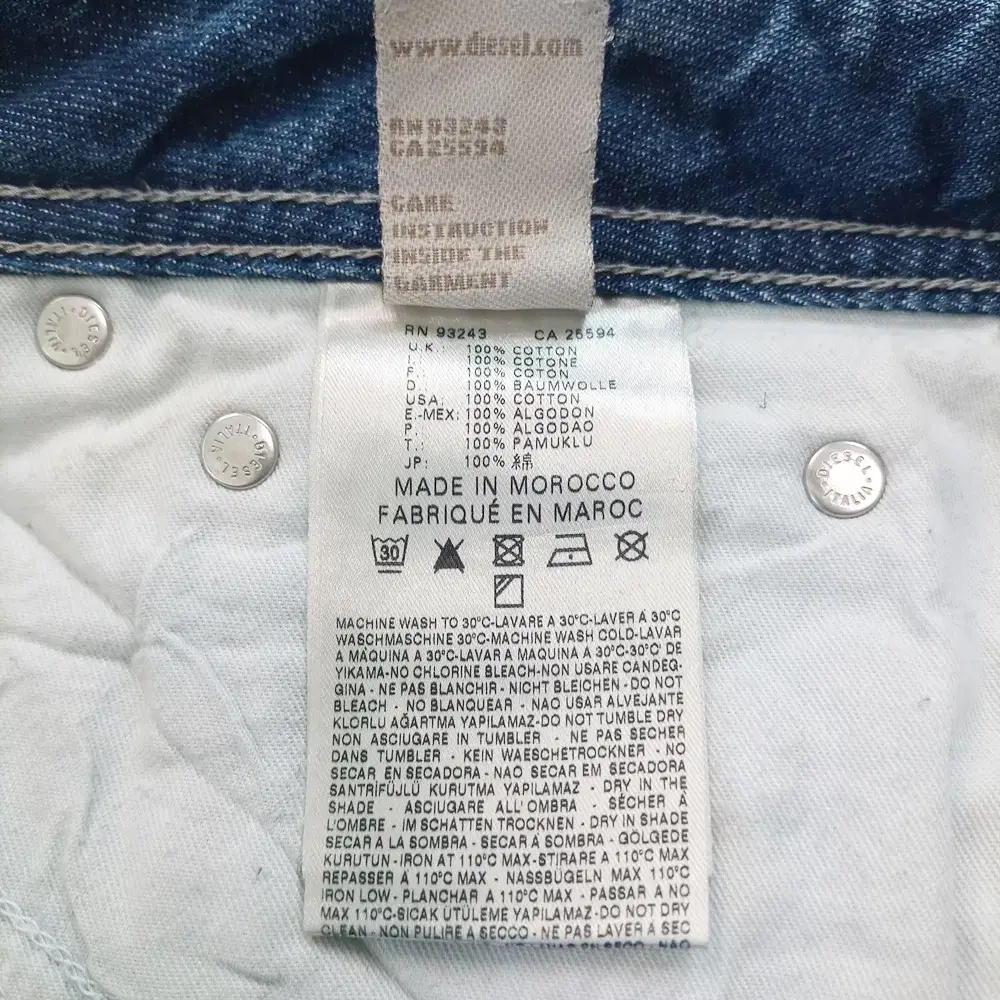 www.diesel.com
RN 93243
CA 25594
CARE
INSTRUCTION
INSIDE THE
GARMENT
DIESEL · ITALIA ·
DIESEL · ITALIA ·
DIESEL · ITALIA ·
RN 93243 CA 25594
U.K.: 100% COTTON
I.: 100% COTONE
F.: 100% COTON
D.: 100% BAUMWOLLE
USA: 100% COTTON
E.-MEX: 100% ALGODON
P.: 100% ALGODAO
T.: 100% PAMUKLU
JP: 100% 綿
MADE IN MOROCCO
FABRIQUÉ EN MAROC
30
MACHINE WASH TO 30°C-LAVARE A 30°C-LAVER Á 30°C
WASCHMASCHINE 30°C-MACHINE WASH COLD-LAVAR
A MÁQUINA A 30°C-LAVAR A MAQUINA A 30°C-30°C' DE
YIKAMA-NO CHLORINE BLEACH-NON USARE CANDEG-
GINA - NE PAS BLANCHIR - NICHT BLEICHEN - DO NOT
BLEACH - NO BLANQUEAR - NAO USAR ALVEJANTE
KLORLU AĞARTMA YAPILAMAZ-DO NOT TUMBLE DRY
NON ASCIUGARE IN TUMBLER - NE PAS SECHER
DANS TUMBLER - KEIN WAESCHETROCKNER - NO
SECAR EN SECADORA - NAO SECAR EM SECADORA
SANTRİFÜJLÜ KURUTMA YAPILAMAZ - DRY IN THE
SHADE - ASCIUGARE ALL'OMBRA - SÉCHER À
L'OMBRE - IM SCHATTEN TROCKNEN - DRY IN SHADE
SECAR A LA SOMBRA - SECAR Á SOMBRA - GÖLGEDE
KURUTUN-IRON AT 110°C MAX-STIRARE A 110°C MAX
REPASSER À 110°C MAX - NASSBÜGELN MAX 110°C
IRON LOW - PLANCHAR A 110°C MAX - PASSAR A NO
MAX 110°C-SICAK ÜTÜLEME YAPILAMAZ-DO NOT DRY
CLEAN - NON PULIRE A SECCO - NE PAS LAVER À SEC